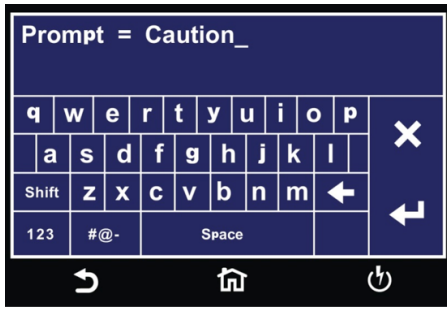 Prompt = Caution_
q w e r t y u i o p
a s d f g h j k l
Shift z x c v b n m
123 #@- Space